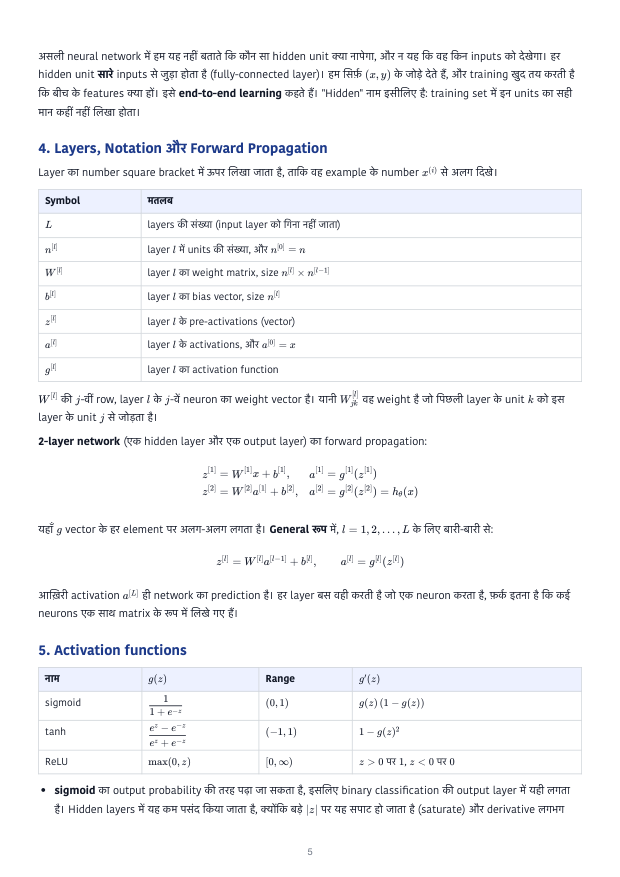 असली neural network में हम यह नहीं बताते कि कौन सा hidden unit क्या नापेगा, और न यह कि वह किन inputs को देखेगा। हर
hidden unit सारे inputs से जुड़ा होता है (fully-connected layer)। हम सिर्फ़ (x, y) के जोड़े देते हैं, और training खुद तय करती है
कि बीच के features क्या हों। इसे end-to-end learning कहते हैं। "Hidden" नाम इसीलिए है: training set में इन units का सही
मान कहीं नहीं लिखा होता।
4. Layers, Notation और Forward Propagation
Layer का number square bracket में ऊपर लिखा जाता है, ताकि वह example के number x^(i) से अलग दिखे।
Symbol मतलब
L layers की संख्या (input layer को गिना नहीं जाता)
n^[l] layer l में units की संख्या, और n^[0] = n
W^[l] layer l का weight matrix, size n^[l] × n^[l−1]
b^[l] layer l का bias vector, size n^[l]
z^[l] layer l के pre-activations (vector)
a^[l] layer l के activations, और a^[0] = x
g^[l] layer l का activation function
W^[l] की j-वीं row, layer l के j-वें neuron का weight vector है। यानी W_jk^[l] वह weight है जो पिछली layer के unit k को इस
layer के unit j से जोड़ता है।
2-layer network (एक hidden layer और एक output layer) का forward propagation:
z^[1] = W^[1]x + b^[1], a^[1] = g^[1](z^[1])
z^[2] = W^[2]a^[1] + b^[2], a^[2] = g^[2](z^[2]) = h_θ(x)
यहाँ g vector के हर element पर अलग-अलग लगता है। General रूप में, l = 1, 2, . . . , L के लिए बारी-बारी से:
z^[l] = W^[l]a^[l−1] + b^[l], a^[l] = g^[l](z^[l])
आख़िरी activation a^[L] ही network का prediction है। हर layer बस वही करती है जो एक neuron करता है, फ़र्क इतना है कि कई
neurons एक साथ matrix के रूप में लिखे गए हैं।
5. Activation functions
नाम g(z) Range g′(z)
sigmoid 1/(1 + e^−z) (0, 1) g(z) (1 − g(z))
tanh (e^z − e^−z)/(e^z + e^−z) (−1, 1) 1 − g(z)^2
ReLU max(0, z) [0, ∞) z > 0 पर 1, z < 0 पर 0
• sigmoid का output probability की तरह पढ़ा जा सकता है, इसलिए binary classification की output layer में यही लगता
है। Hidden layers में यह कम पसंद किया जाता है, क्योंकि बड़े |z| पर यह सपाट हो जाता है (saturate) और derivative लगभग
5